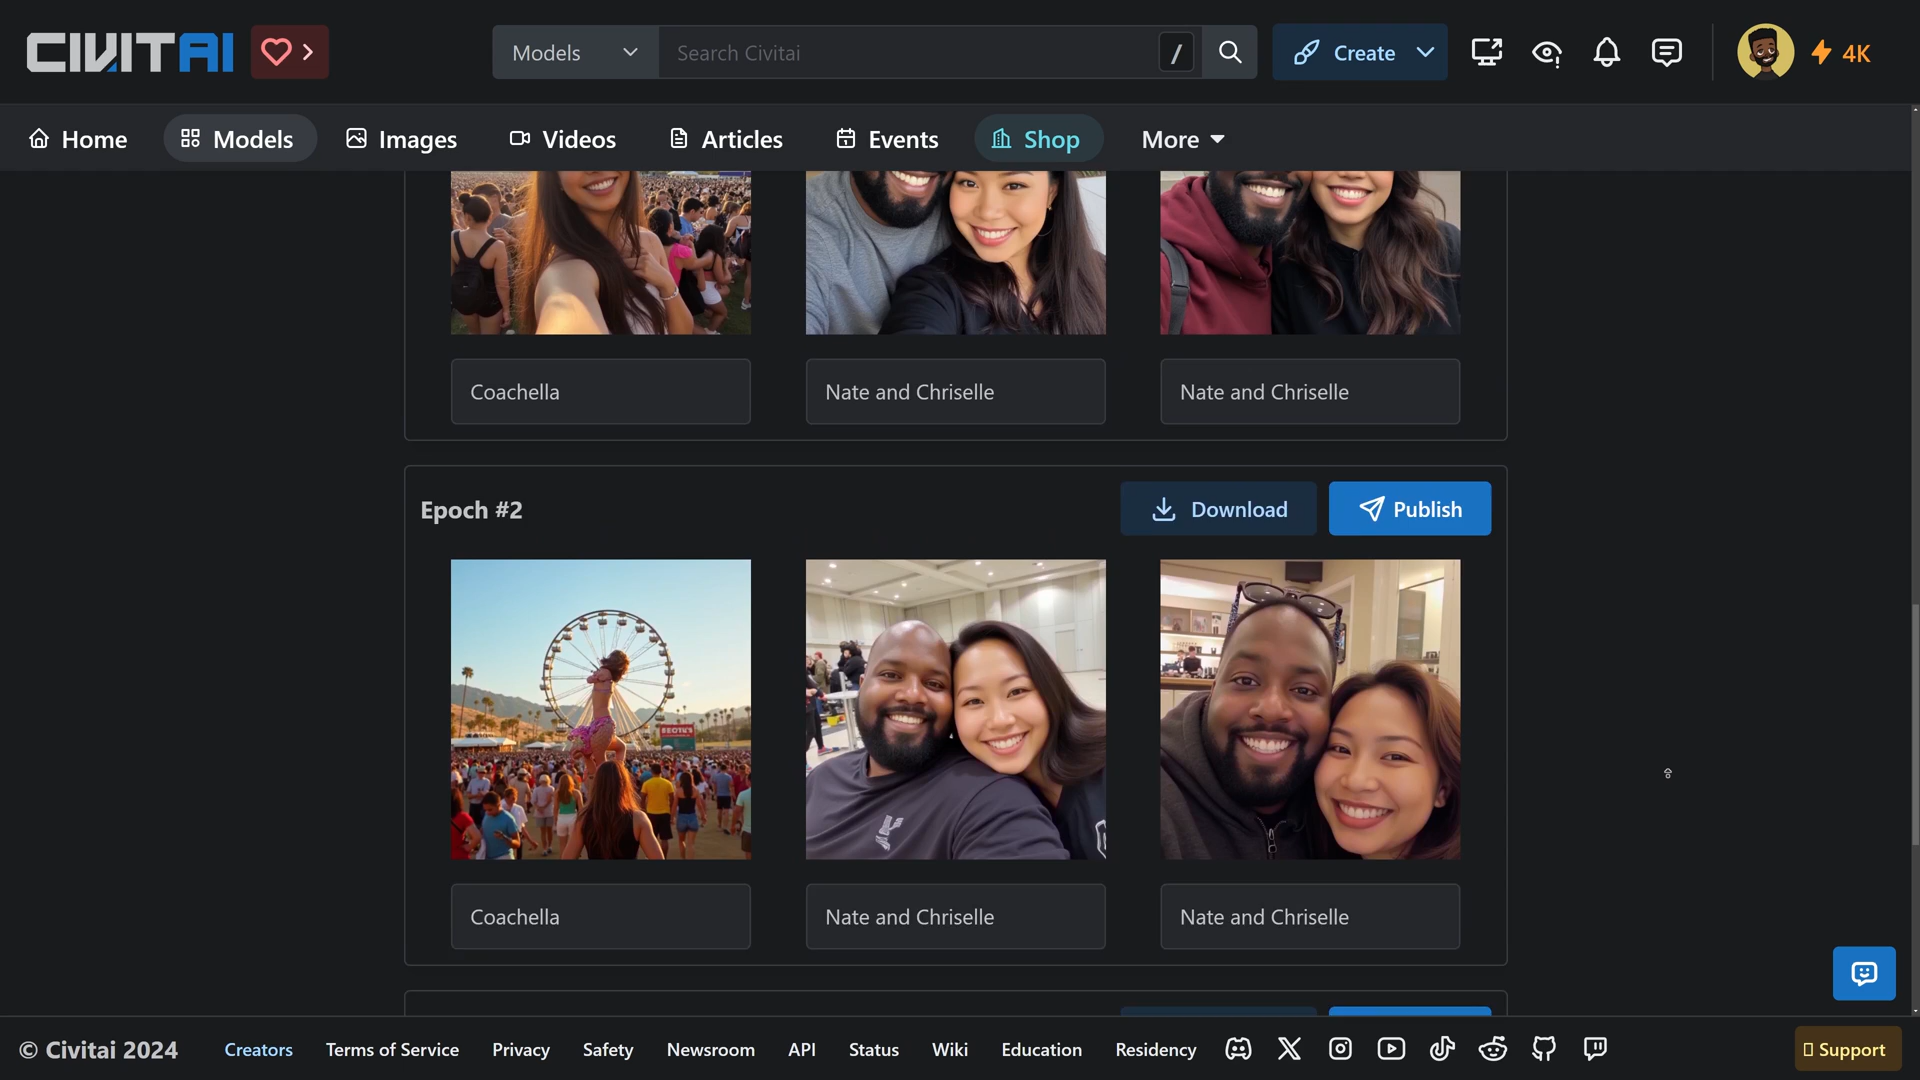 CIVITAI
Models
Search Civitai
/
Create
4K
Home
Models
Images
Videos
Articles
Events
Shop
More
Coachella
Nate and Chriselle
Nate and Chriselle
Epoch #2
Download
Publish
Coachella
Nate and Chriselle
Nate and Chriselle
© Civitai 2024
Creators
Terms of Service
Privacy
Safety
Newsroom
API
Status
Wiki
Education
Residency
Support